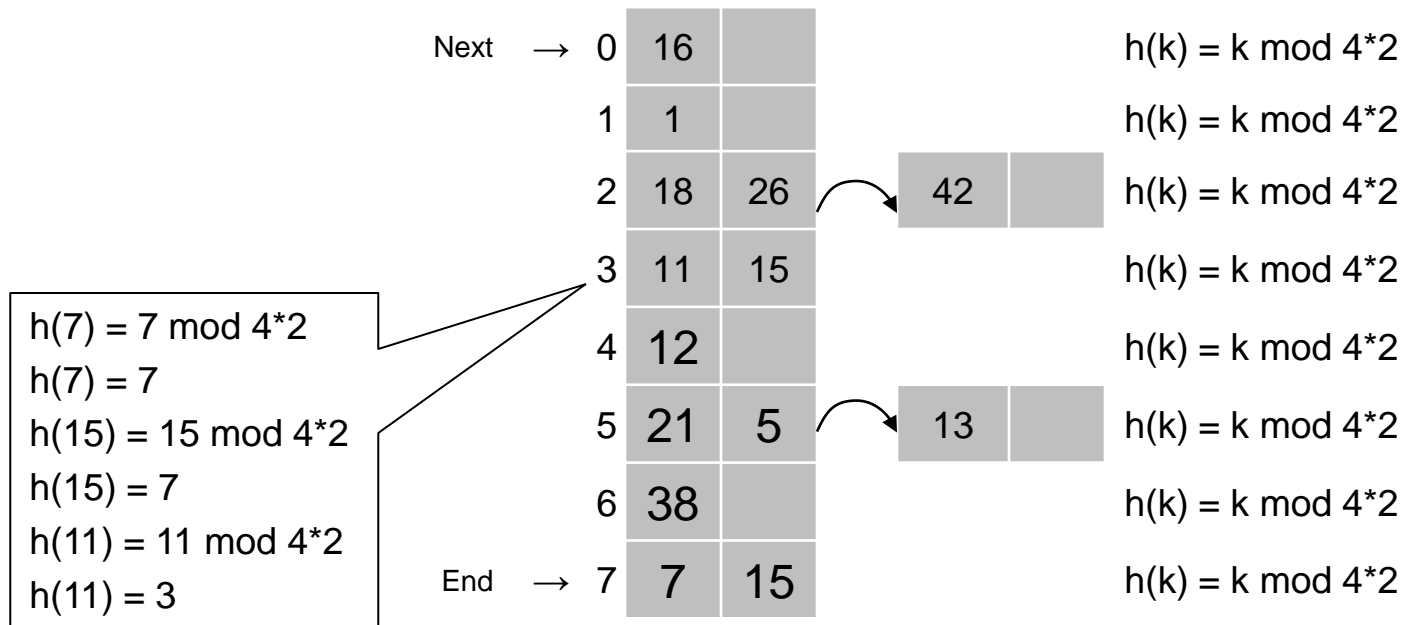 Next → 0 16 h(k) = k mod 4*2
1 1 h(k) = k mod 4*2
2 18 26 42 h(k) = k mod 4*2
3 11 15 h(k) = k mod 4*2
4 12 h(k) = k mod 4*2
5 21 5 13 h(k) = k mod 4*2
6 38 h(k) = k mod 4*2
End → 7 7 15 h(k) = k mod 4*2
h(7) = 7 mod 4*2
h(7) = 7
h(15) = 15 mod 4*2
h(15) = 7
h(11) = 11 mod 4*2
h(11) = 3